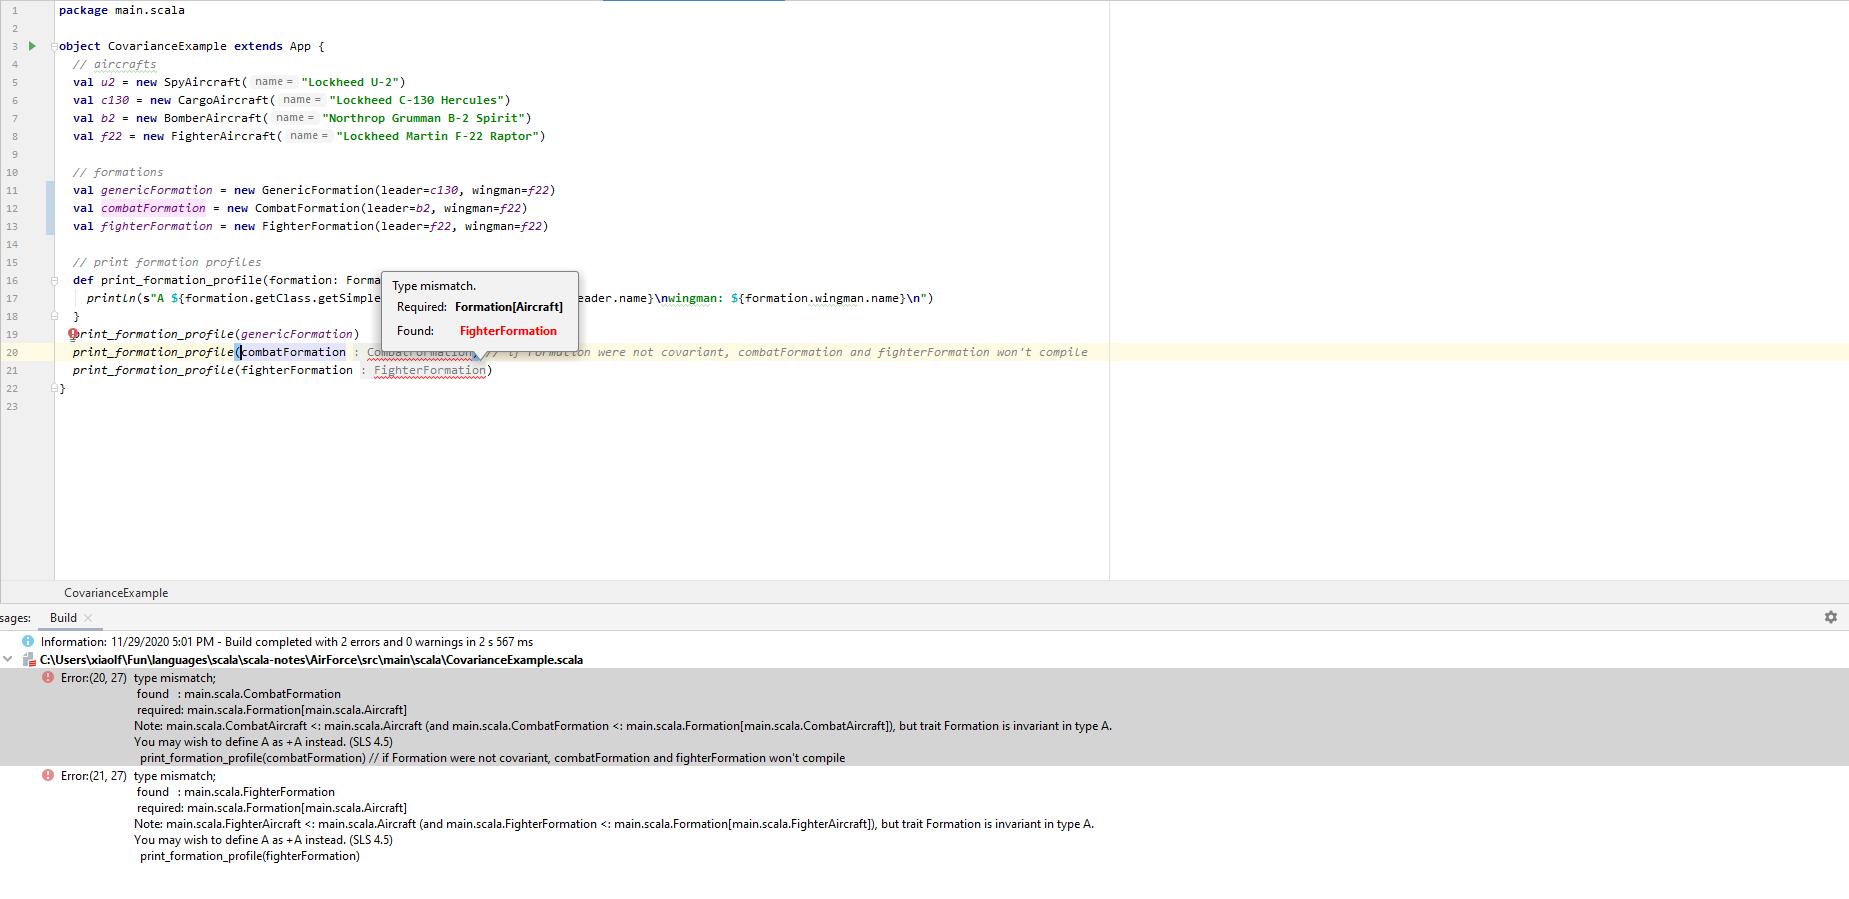 1 package main.scala
2
3 object CovarianceExample extends App {
4 // aircrafts
5 val u2 = new SpyAircraft( name = "Lockheed U-2")
6 val c130 = new CargoAircraft( name = "Lockheed C-130 Hercules")
7 val b2 = new BomberAircraft( name = "Northrop Grumman B-2 Spirit")
8 val f22 = new FighterAircraft( name = "Lockheed Martin F-22 Raptor")
9
10 // formations
11 val genericFormation = new GenericFormation(leader=c130, wingman=f22)
12 val combatFormation = new CombatFormation(leader=b2, wingman=f22)
13 val fighterFormation = new FighterFormation(leader=f22, wingman=f22)
14
15 // print formation profiles
16 def print_formation_profile(formation: Forma
17 println(s"A ${formation.getClass.getSimple eader.name}\nwingman: ${formation.wingman.name}\n")
18 }
19 print_formation_profile(genericFormation)
20 print_formation_profile(combatFormation : CombatFormation) // if Formation were not covariant, combatFormation and fighterFormation won't compile
21 print_formation_profile(fighterFormation : FighterFormation)
22 }
23
Type mismatch.
Required: Formation[Aircraft]
Found: FighterFormation
CovarianceExample
sages: Build
Information: 11/29/2020 5:01 PM - Build completed with 2 errors and 0 warnings in 2 s 567 ms
C:\Users\xiaolf\Fun\languages\scala\scala-notes\AirForce\src\main\scala\CovarianceExample.scala
Error:(20, 27) type mismatch;
found : main.scala.CombatFormation
required: main.scala.Formation[main.scala.Aircraft]
Note: main.scala.CombatAircraft <: main.scala.Aircraft (and main.scala.CombatFormation <: main.scala.Formation[main.scala.CombatAircraft]), but trait Formation is invariant in type A.
You may wish to define A as +A instead. (SLS 4.5)
print_formation_profile(combatFormation) // if Formation were not covariant, combatFormation and fighterFormation won't compile
Error:(21, 27) type mismatch;
found : main.scala.FighterFormation
required: main.scala.Formation[main.scala.Aircraft]
Note: main.scala.FighterAircraft <: main.scala.Aircraft (and main.scala.FighterFormation <: main.scala.Formation[main.scala.FighterAircraft]), but trait Formation is invariant in type A.
You may wish to define A as +A instead. (SLS 4.5)
print_formation_profile(fighterFormation)